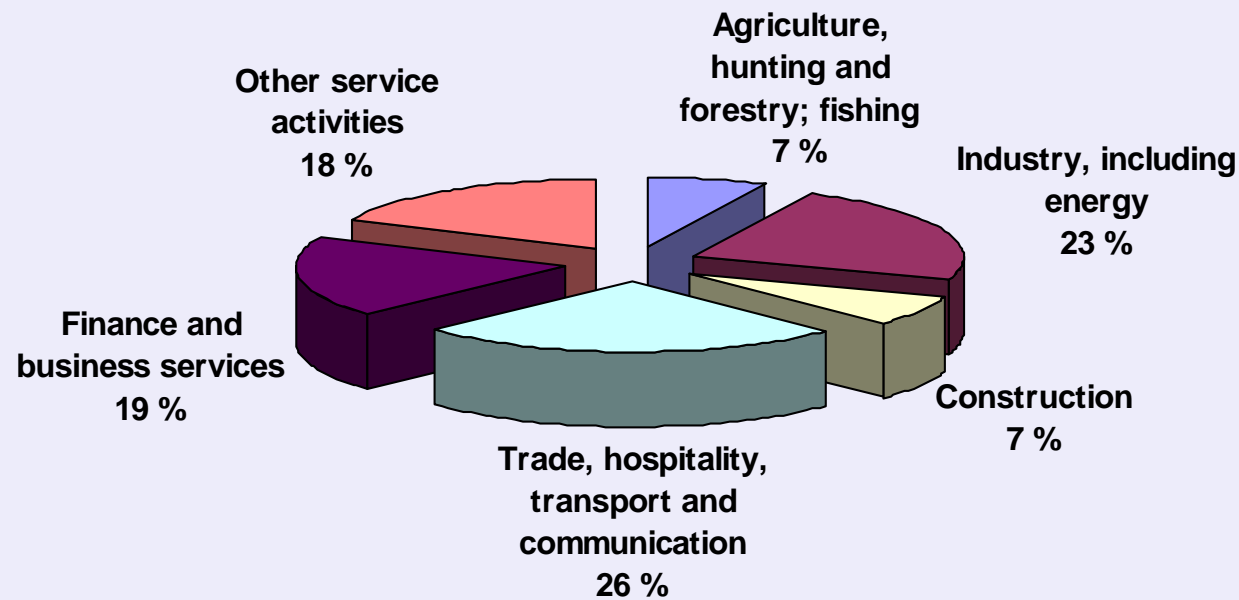 Agriculture,
hunting and
forestry; fishing
7 %
Industry, including
energy
23 %
Construction
7 %
Trade, hospitality,
transport and
communication
26 %
Finance and
business services
19 %
Other service
activities
18 %